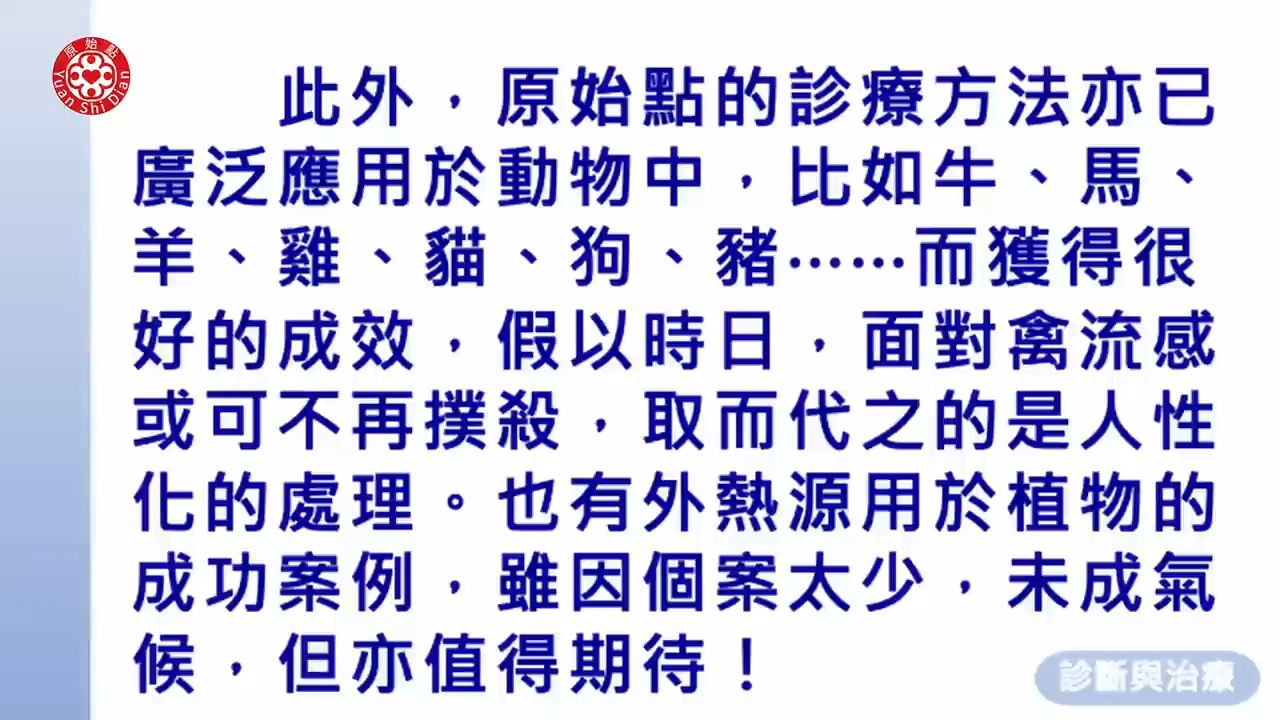 原始點
Yuan Shi Dian
此外，原始點的診療方法亦已
廣泛應用於動物中，比如牛、馬、
羊、雞、貓、狗、豬⋯⋯而獲得很
好的成效，假以時日，面對禽流感
或可不再撲殺，取而代之的是人性
化的處理。也有外熱源用於植物的
成功案例，雖因個案太少，未成氣
候，但亦值得期待！
診斷與治療